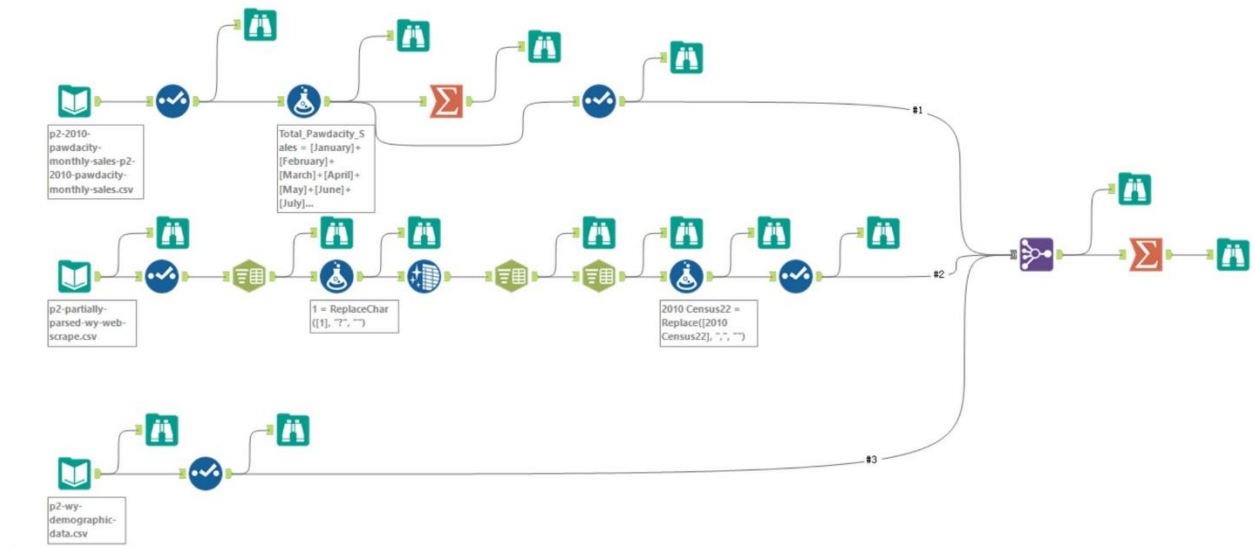 p2-2010-
pawdacity-
monthly-sales-p2-
2010-pawdacity-
monthly-sales.csv
Total_Pawdacity_S
ales = [January]+
[February]+
[March]+[April]+
[May]+[June]+
[July]...
#1
p2-partially-
parsed-wy-web-
scrape.csv
1 = ReplaceChar
([1], "?", "")
2010 Census22 =
Replace([2010
Census22], ",", "")
#2
p2-wy-
demographic-
data.csv
#3